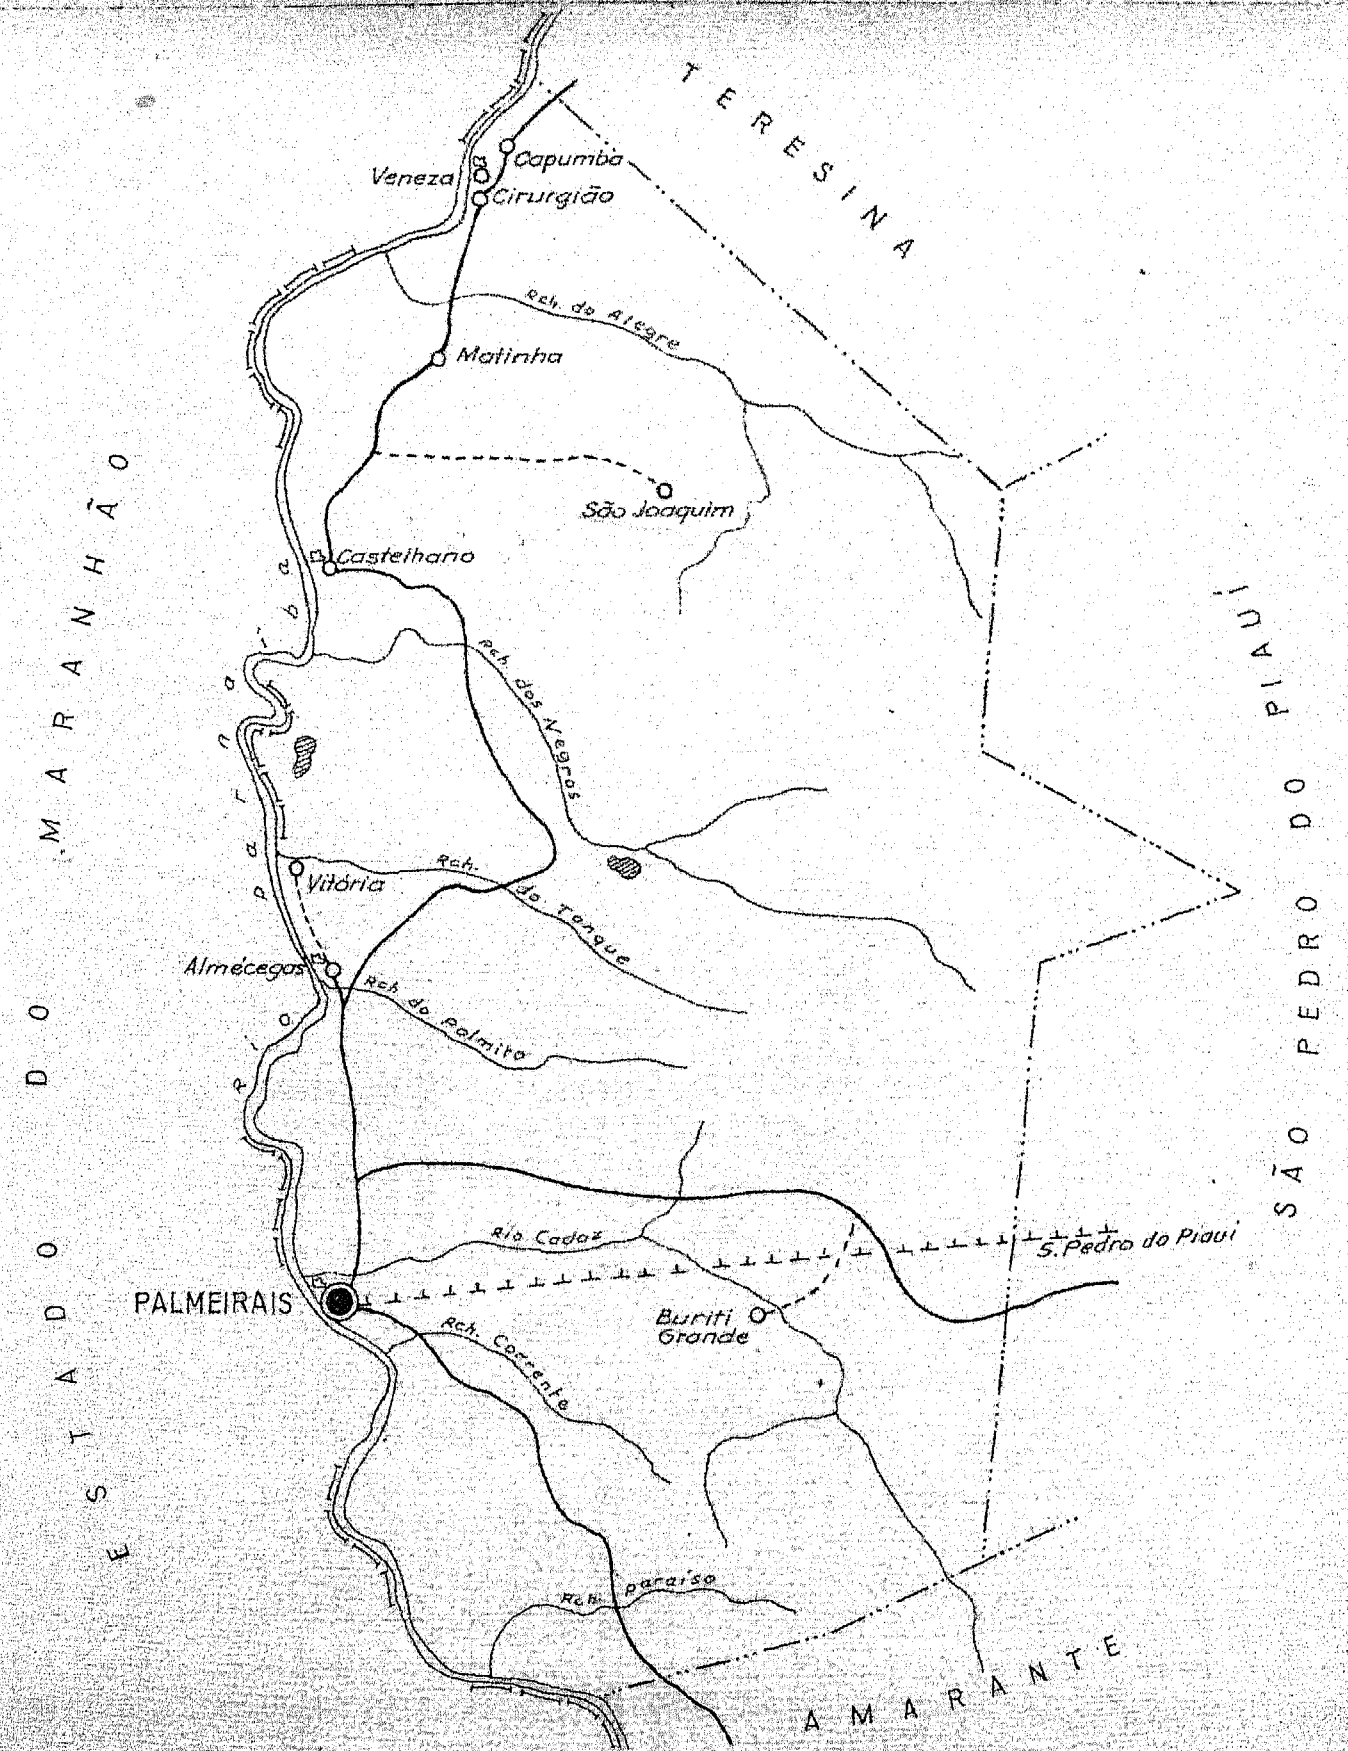 TERESINA
Capumba
Veneza
Cirurgião
Rch. do Alegre
Matinha
São Joaquim
Castelhano
ESTADO DO MARANHÃO
Rio Parnaíba
Rch. dos Negros
SÃO PEDRO DO PIAUÍ
Rch. do Tanque
Vitória
Almécegas
Rch. do Palmito
Rio Cadoz
S. Pedro do Piauí
PALMEIRAIS
Buriti
Grande
Rch. Corrente
Rch. paraíso
AMARANTE